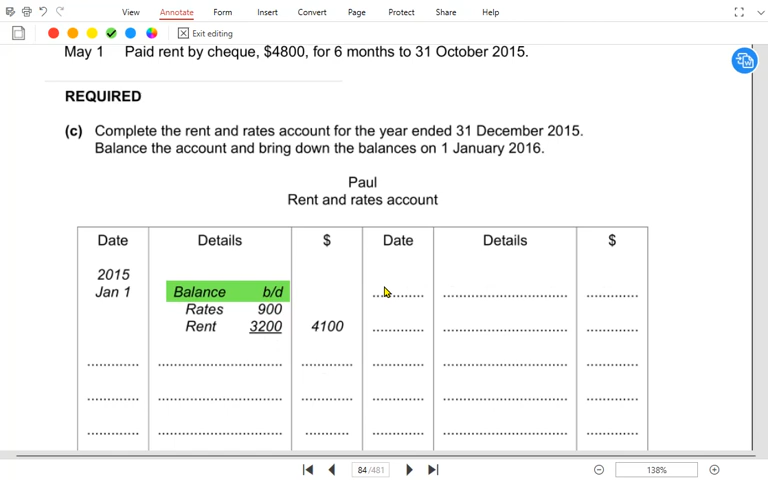 View Annotate Form Insert Convert Page Protect Share Help
Exit editing
May 1 Paid rent by cheque, $4800, for 6 months to 31 October 2015.
REQUIRED
(c) Complete the rent and rates account for the year ended 31 December 2015.
Balance the account and bring down the balances on 1 January 2016.
Paul
Rent and rates account
Date Details $ Date Details $
2015
Jan 1 Balance b/d
Rates 900
Rent 3200 4100
84 /481
138%